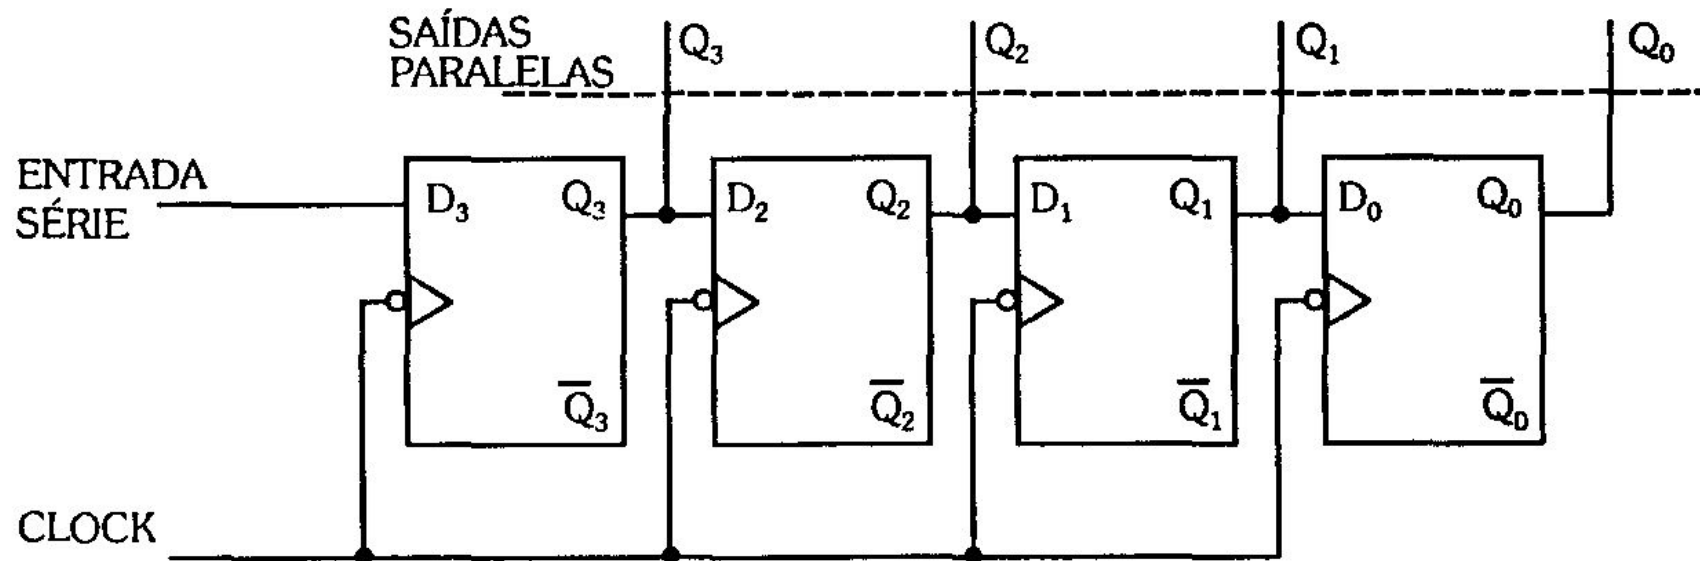 SAÍDAS
PARALELAS
Q₃
Q₂
Q₁
Q₀
ENTRADA
SÉRIE
D₃ Q₃
D₂ Q₂
D₁ Q₁
D₀ Q₀
Q̅₃
Q̅₂
Q̅₁
Q̅₀
CLOCK